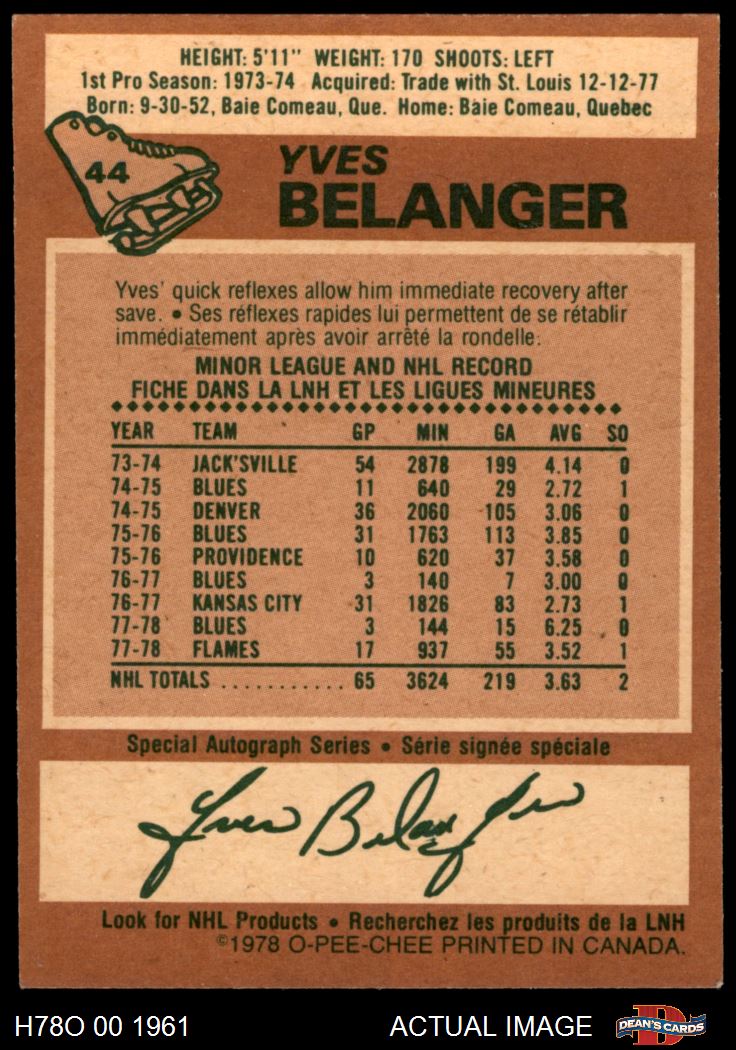 HEIGHT: 5'11" WEIGHT: 170 SHOOTS: LEFT
1st Pro Season: 1973-74 Acquired: Trade with St. Louis 12-12-77
Born: 9-30-52, Baie Comeau, Que. Home: Baie Comeau, Quebec
44
YVES
BELANGER
Yves' quick reflexes allow him immediate recovery after
save. • Ses réflexes rapides lui permettent de se rétablir
immédiatement après avoir arrêté la rondelle.
MINOR LEAGUE AND NHL RECORD
FICHE DANS LA LNH ET LES LIGUES MINEURES
YEAR TEAM GP MIN GA AVG SO
73-74 JACK'SVILLE 54 2878 199 4.14 0
74-75 BLUES 11 640 29 2.72 1
74-75 DENVER 36 2060 105 3.06 0
75-76 BLUES 31 1763 113 3.85 0
75-76 PROVIDENCE 10 620 37 3.58 0
76-77 BLUES 3 140 7 3.00 0
76-77 KANSAS CITY 31 1826 83 2.73 1
77-78 BLUES 3 144 15 6.25 0
77-78 FLAMES 17 937 55 3.52 1
NHL TOTALS . . . . . . . . . . . 65 3624 219 3.63 2
Special Autograph Series • Série signée spéciale
Yves Belanger
Look for NHL Products • Recherchez les produits de la LNH
©1978 O-PEE-CHEE PRINTED IN CANADA.
H78O 00 1961 ACTUAL IMAGE D DEAN'S CARDS